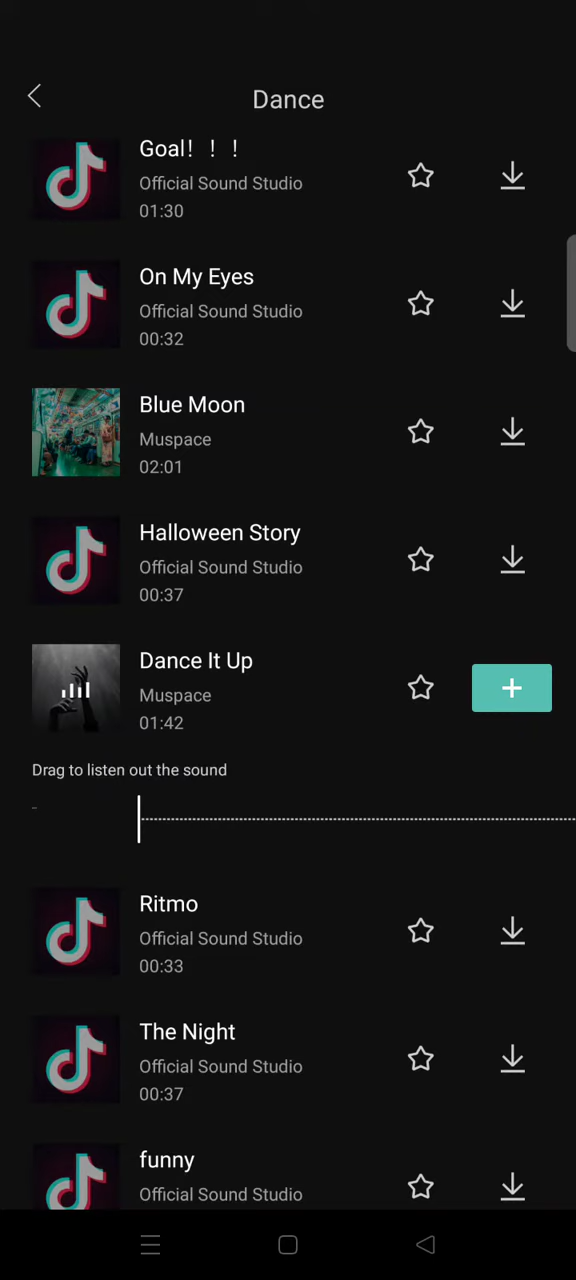 Dance
Goal！！！
Official Sound Studio
01:30
On My Eyes
Official Sound Studio
00:32
Blue Moon
Muspace
02:01
Halloween Story
Official Sound Studio
00:37
Dance It Up
Muspace
01:42
Drag to listen out the sound
Ritmo
Official Sound Studio
00:33
The Night
Official Sound Studio
00:37
funny
Official Sound Studio